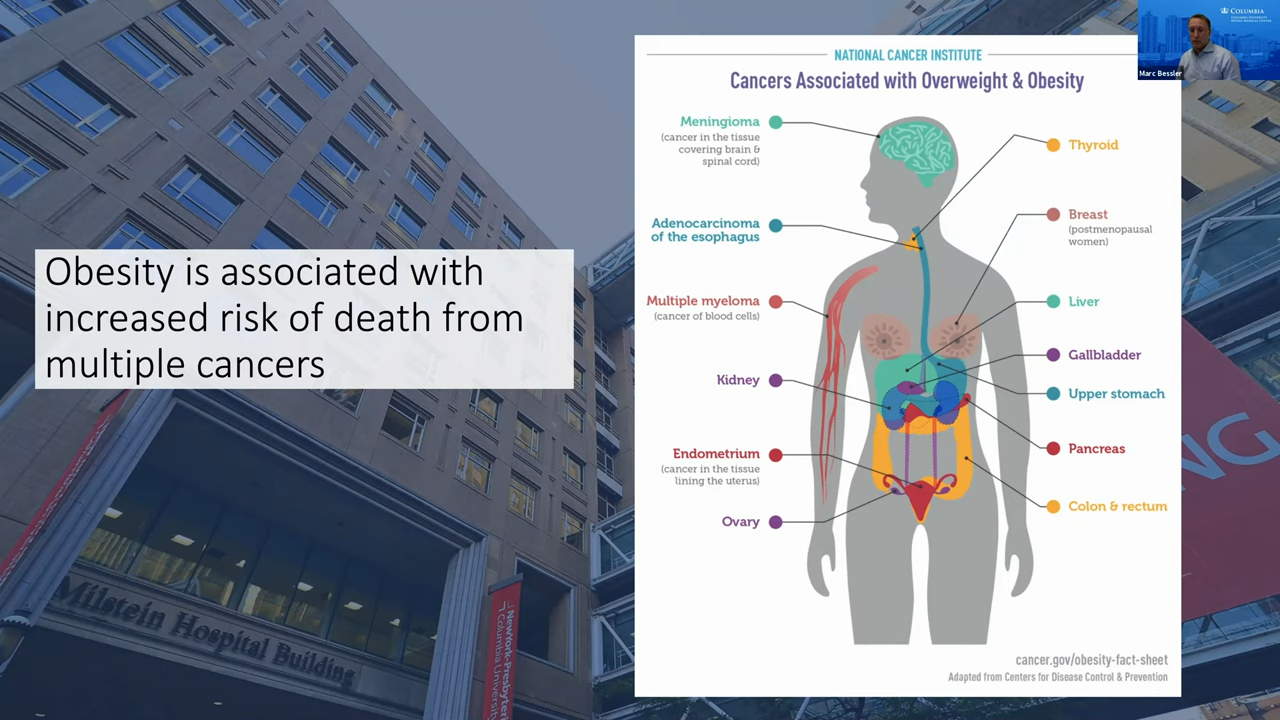 Obesity is associated with
increased risk of death from
multiple cancers
NATIONAL CANCER INSTITUTE
Cancers Associated with Overweight & Obesity
Meningioma
(cancer in the tissue
covering brain &
spinal cord)
Adenocarcinoma
of the esophagus
Multiple myeloma
(cancer of blood cells)
Kidney
Endometrium
(cancer in the tissue
lining the uterus)
Ovary
Thyroid
Breast
(postmenopausal
women)
Liver
Gallbladder
Upper stomach
Pancreas
Colon & rectum
cancer.gov/obesity-fact-sheet
Adapted from Centers for Disease Control & Prevention
Marc Bessler
COLUMBIA
Milstein Hospital Building
NewYork-Presbyteri
Columbia Universi
NG